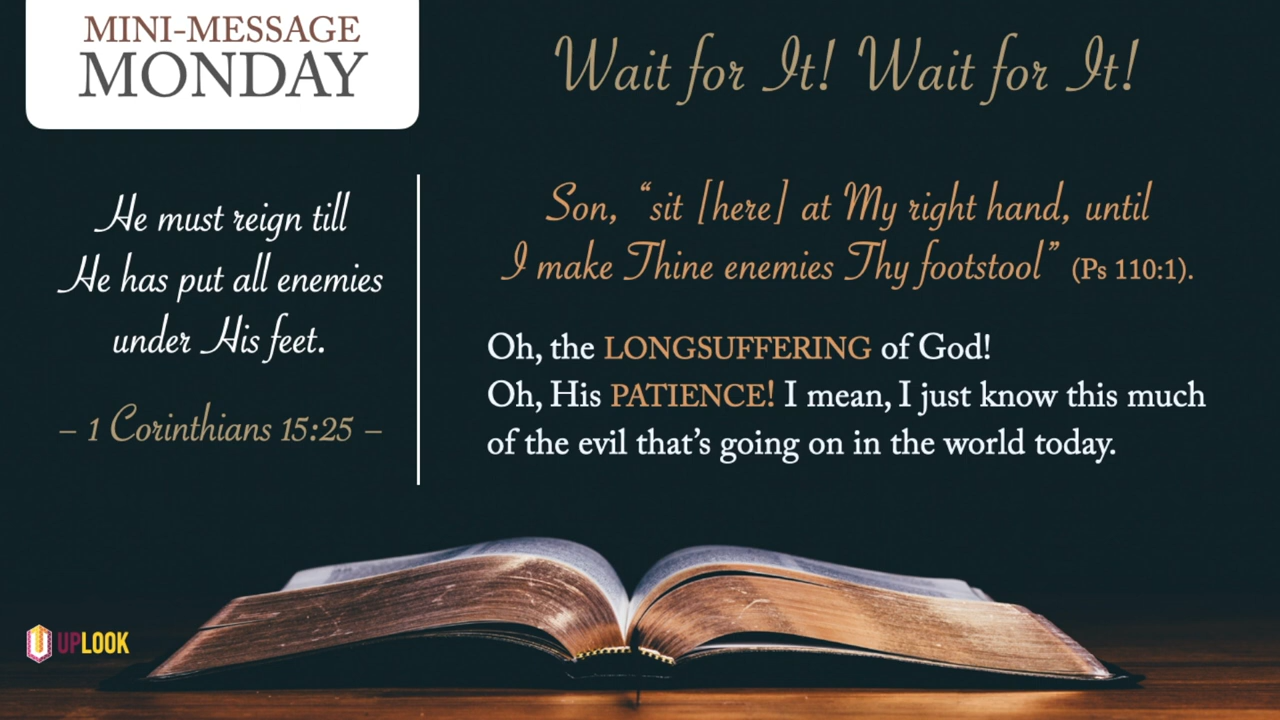 MINI-MESSAGE
MONDAY
Wait for It! Wait for It!
He must reign till
He has put all enemies
under His feet.
– 1 Corinthians 15:25 –
Son, “sit [here] at My right hand, until
I make Thine enemies Thy footstool” (Ps 110:1).
Oh, the LONGSUFFERING of God!
Oh, His PATIENCE! I mean, I just know this much
of the evil that’s going on in the world today.
UPLOOK